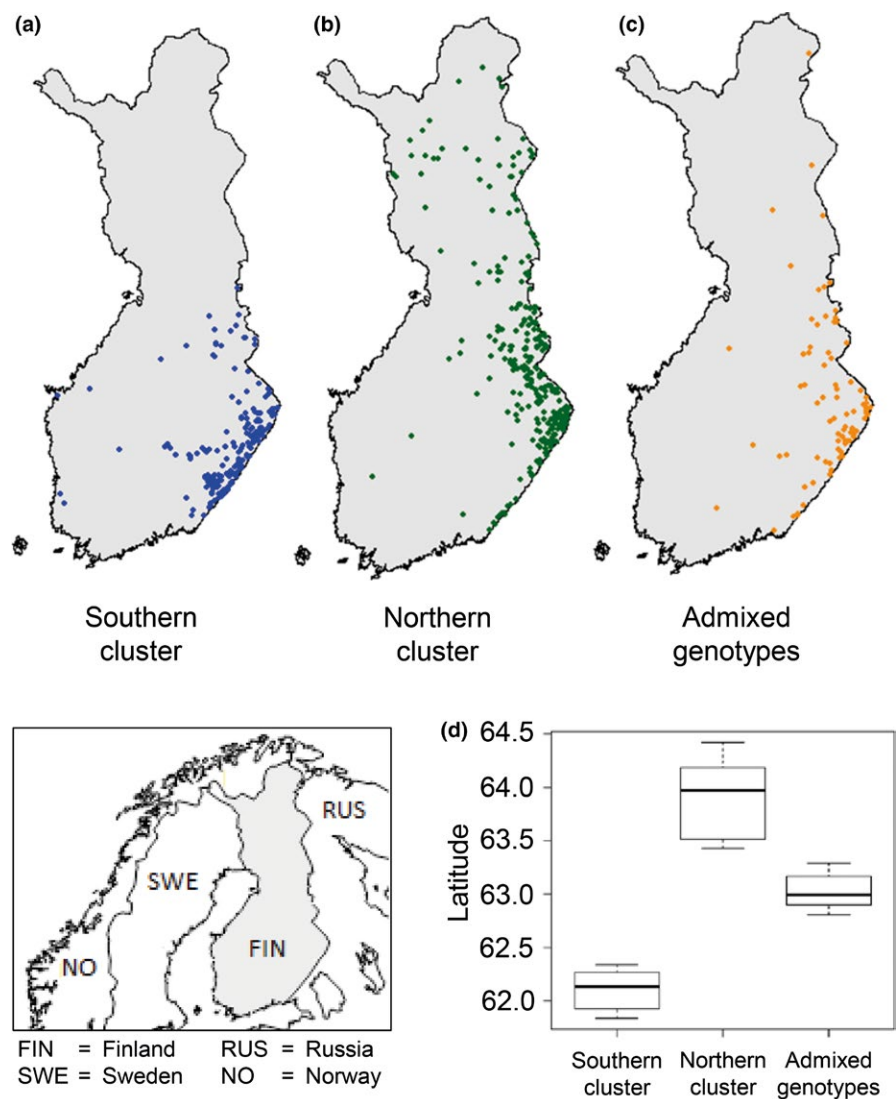 (a)
(b)
(c)
Southern
cluster
Northern
cluster
Admixed
genotypes
RUS
SWE
FIN
NO
FIN = Finland RUS = Russia
SWE = Sweden NO = Norway
(d)
64.5
64.0
63.5
63.0
62.5
62.0
Latitude
Southern
cluster
Northern
cluster
Admixed
genotypes